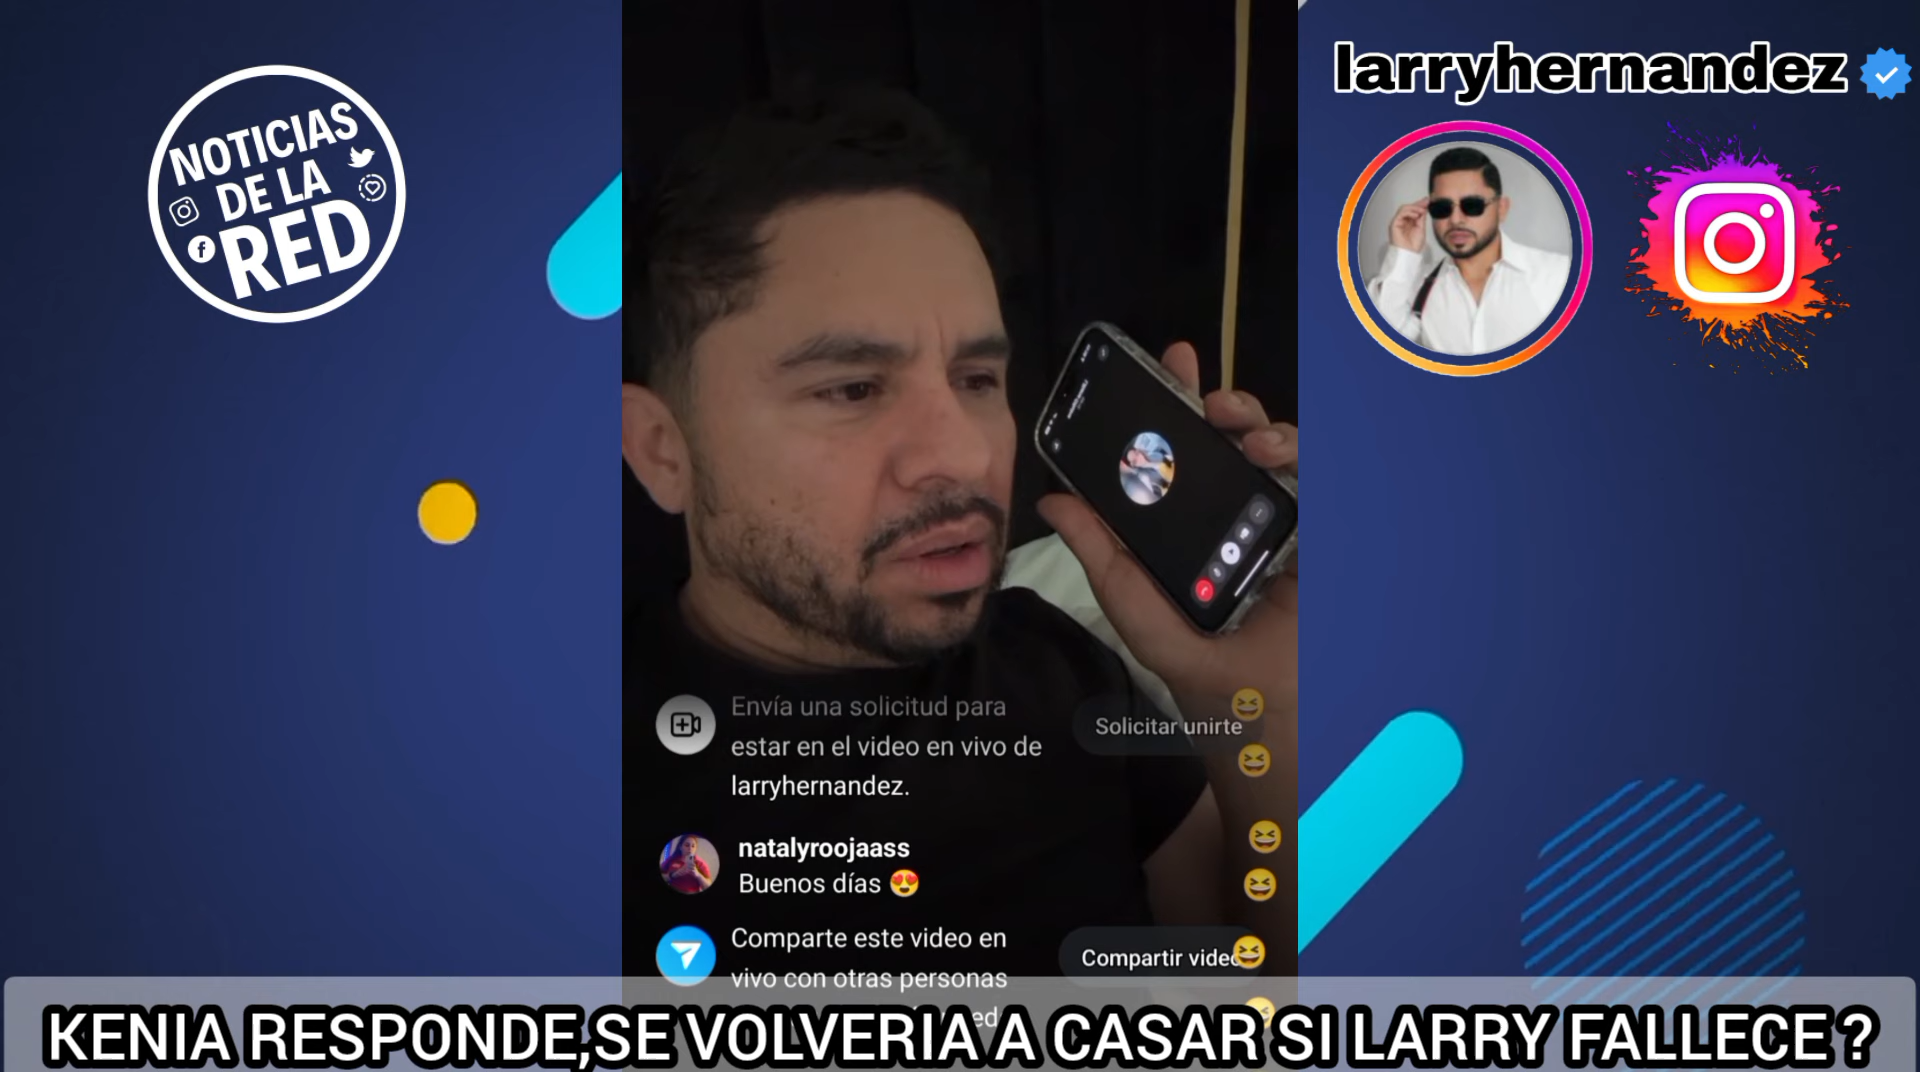 NOTICIAS
DE LA
RED
larryhernandez
Envía una solicitud para
estar en el video en vivo de
larryhernandez.
Solicitar unirte
natalyroojaass
Buenos días
Comparte este video en
vivo con otras personas
Compartir video
KENIA RESPONDE,SE VOLVERIA A CASAR SI LARRY FALLECE ?